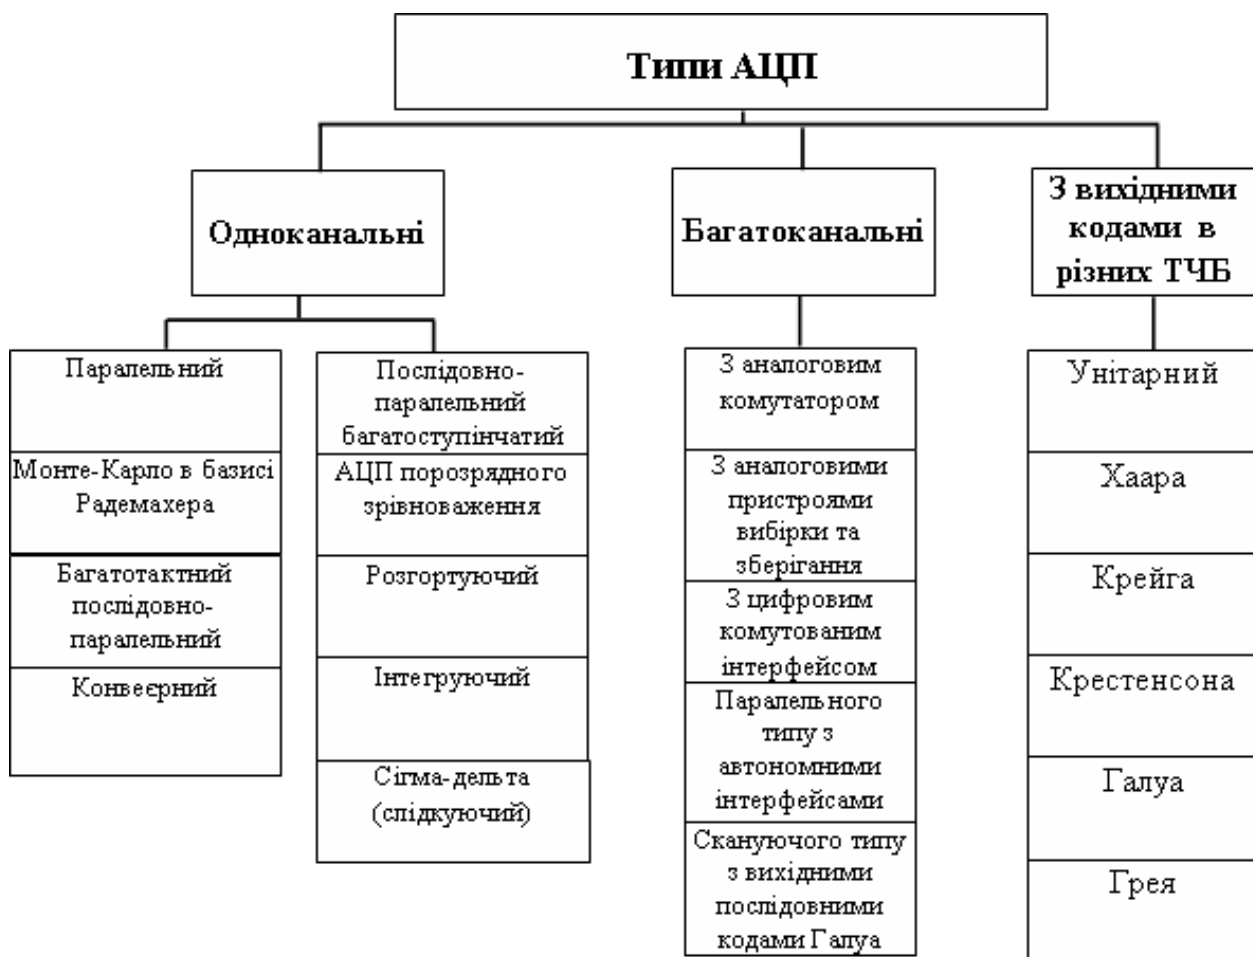 Типи АЦП
Одноканальні
Багатоканальні
З вихідними
кодами в
різних ТЧБ
Паралельний
Монте-Карло в базисі
Радемахера
Багатотактний
послідовно-
паралельний
Конвеєрний
Послідовно-
паралельний
багатоступінчатий
АЦП порозрядного
зрівноваження
Розгортуючий
Інтегруючий
Сігма-дельта
(слідкуючий)
З аналоговим
комутатором
З аналоговими
пристроями
вибірки та
зберігання
З цифровим
комутованим
інтерфейсом
Паралельного
типу з
автономними
інтерфейсами
Скануючого типу
з вихідними
послідовними
кодами Галуа
Унітарний
Хаара
Крейга
Крестенсона
Галуа
Грея